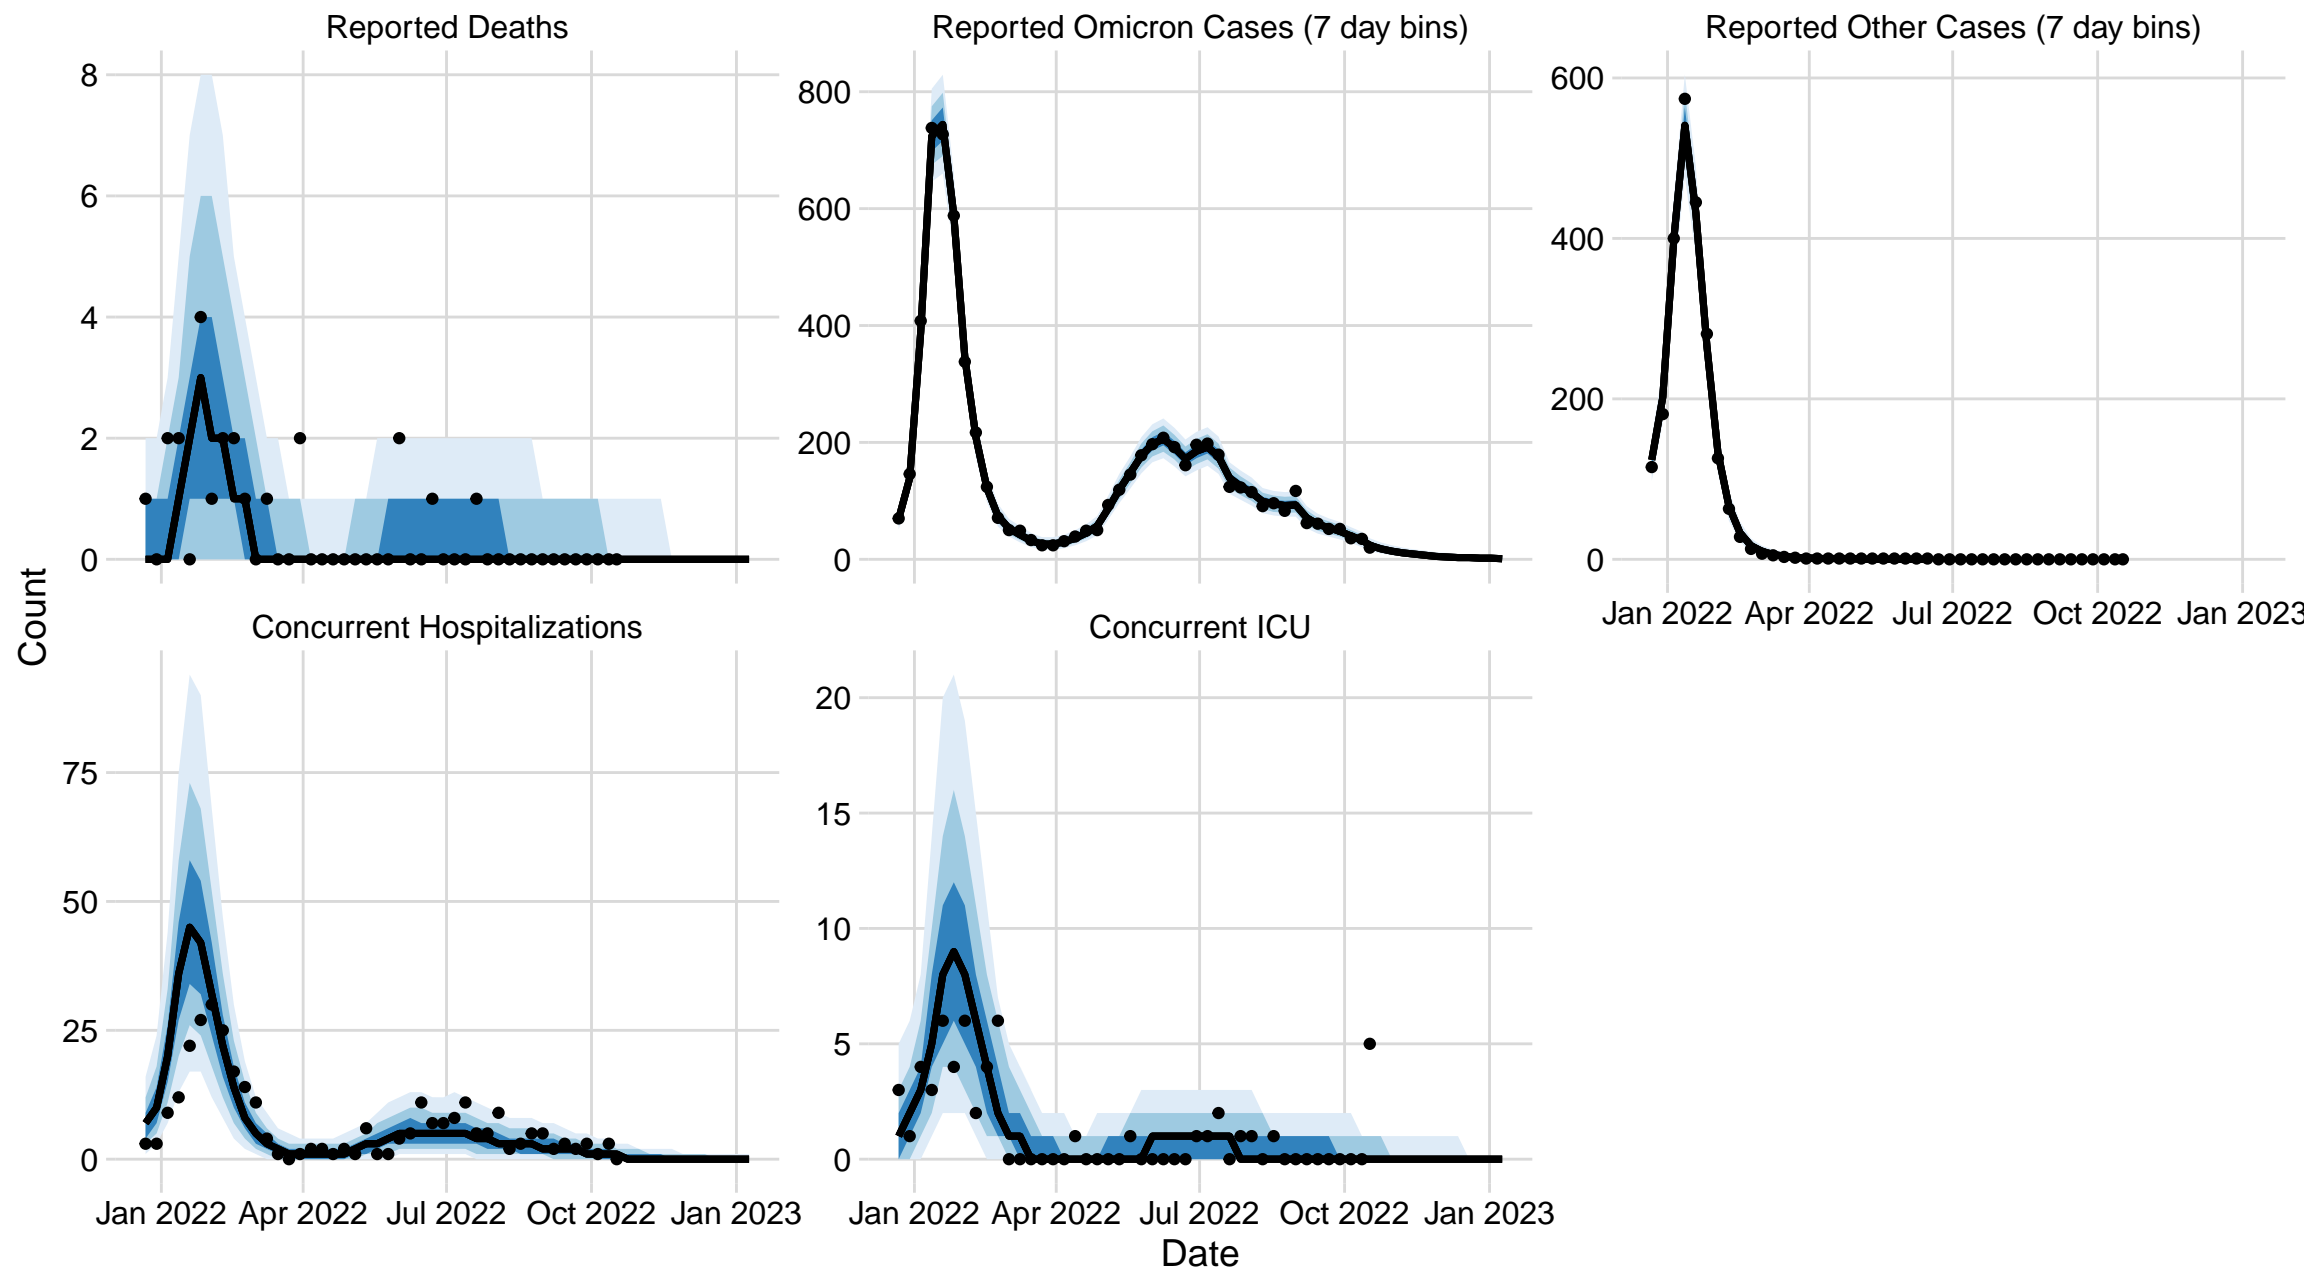 Reported Deaths
Reported Omicron Cases (7 day bins)
Reported Other Cases (7 day bins)
8
6
4
2
0
800
600
400
200
0
600
400
200
0
Jan 2022 Apr 2022 Jul 2022 Oct 2022 Jan 2023
Count
Concurrent Hospitalizations
Concurrent ICU
75
50
25
0
20
15
10
5
0
Jan 2022 Apr 2022 Jul 2022 Oct 2022 Jan 2023
Jan 2022 Apr 2022 Jul 2022 Oct 2022 Jan 2023
Date